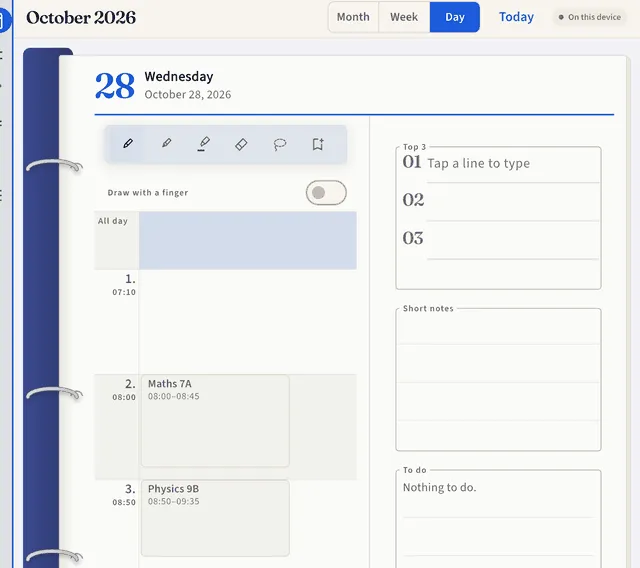 October 2026
Month
Week
Day
Today
On this device
28
Wednesday
October 28, 2026
Draw with a finger
All day
1.
07:10
2.
08:00
Maths 7A
08:00–08:45
3.
08:50
Physics 9B
08:50–09:35
Top 3
01 Tap a line to type
02
03
Short notes
To do
Nothing to do.